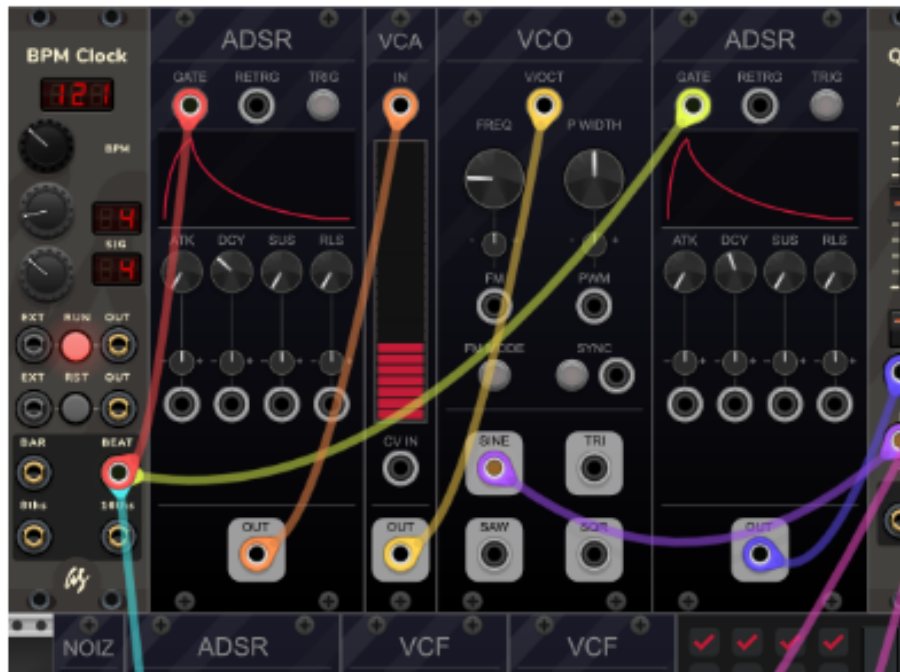 BPM Clock
121
BPM
4
SIG
4
EXT RUN OUT
EXT RST OUT
BAR BEAT
8ths 16ths
ADSR
GATE RETRG TRIG
ATK DCY SUS RLS
- + - + - + - +
OUT
VCA
IN
CV IN
OUT
VCO
V/OCT
FREQ P WIDTH
- + - +
FM PWM
FM MODE SYNC
SINE TRI
SAW SQR
ADSR
GATE RETRG TRIG
ATK DCY SUS RLS
- + - + - + - +
OUT
NOIZ
ADSR
VCF
VCF